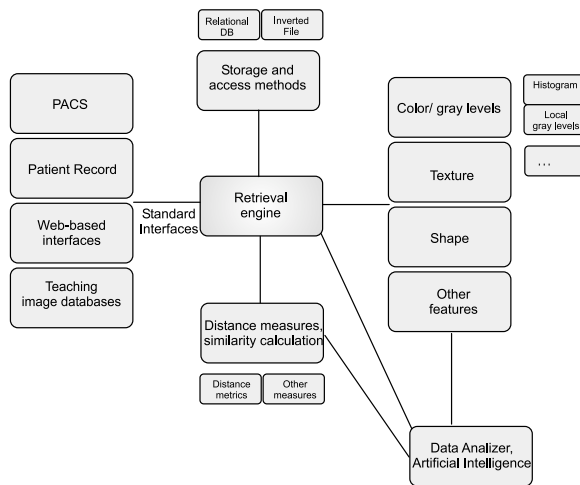 Relational
DB
Inverted
File
Storage and
access methods
PACS
Patient Record
Web-based
interfaces
Teaching
image databases
Standard
Interfaces
Retrieval
engine
Color/ gray levels
Histogram
Local
gray levels
...
Texture
Shape
Other
features
Distance measures,
similarity calculation
Distance
metrics
Other
measures
Data Analizer,
Artificial Intelligence